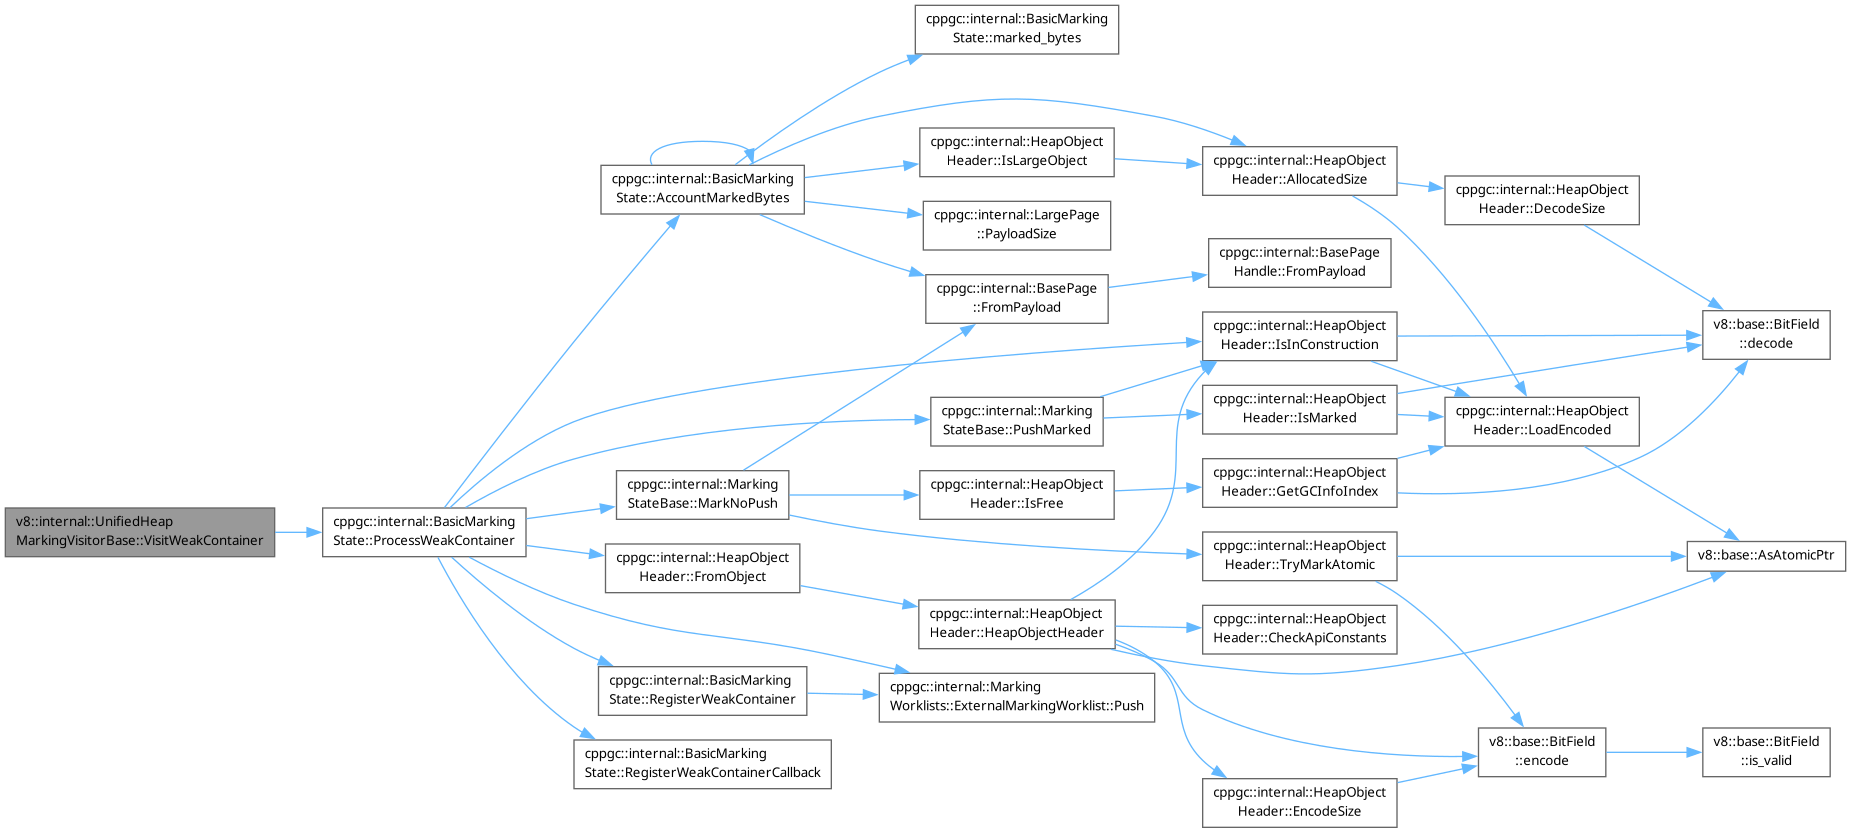 v8::internal::UnifiedHeap
MarkingVisitorBase::VisitWeakContainer
cppgc::internal::BasicMarking
State::ProcessWeakContainer
cppgc::internal::BasicMarking
State::AccountMarkedBytes
cppgc::internal::Marking
StateBase::MarkNoPush
cppgc::internal::HeapObject
Header::FromObject
cppgc::internal::BasicMarking
State::RegisterWeakContainer
cppgc::internal::BasicMarking
State::RegisterWeakContainerCallback
cppgc::internal::BasicMarking
State::marked_bytes
cppgc::internal::HeapObject
Header::IsLargeObject
cppgc::internal::LargePage
::PayloadSize
cppgc::internal::BasePage
::FromPayload
cppgc::internal::Marking
StateBase::PushMarked
cppgc::internal::HeapObject
Header::IsFree
cppgc::internal::HeapObject
Header::HeapObjectHeader
cppgc::internal::Marking
Worklists::ExternalMarkingWorklist::Push
cppgc::internal::HeapObject
Header::AllocatedSize
cppgc::internal::BasePage
Handle::FromPayload
cppgc::internal::HeapObject
Header::IsInConstruction
cppgc::internal::HeapObject
Header::IsMarked
cppgc::internal::HeapObject
Header::GetGCInfoIndex
cppgc::internal::HeapObject
Header::TryMarkAtomic
cppgc::internal::HeapObject
Header::CheckApiConstants
cppgc::internal::HeapObject
Header::EncodeSize
cppgc::internal::HeapObject
Header::DecodeSize
cppgc::internal::HeapObject
Header::LoadEncoded
v8::base::BitField
::encode
v8::base::BitField
::decode
v8::base::AsAtomicPtr
v8::base::BitField
::is_valid